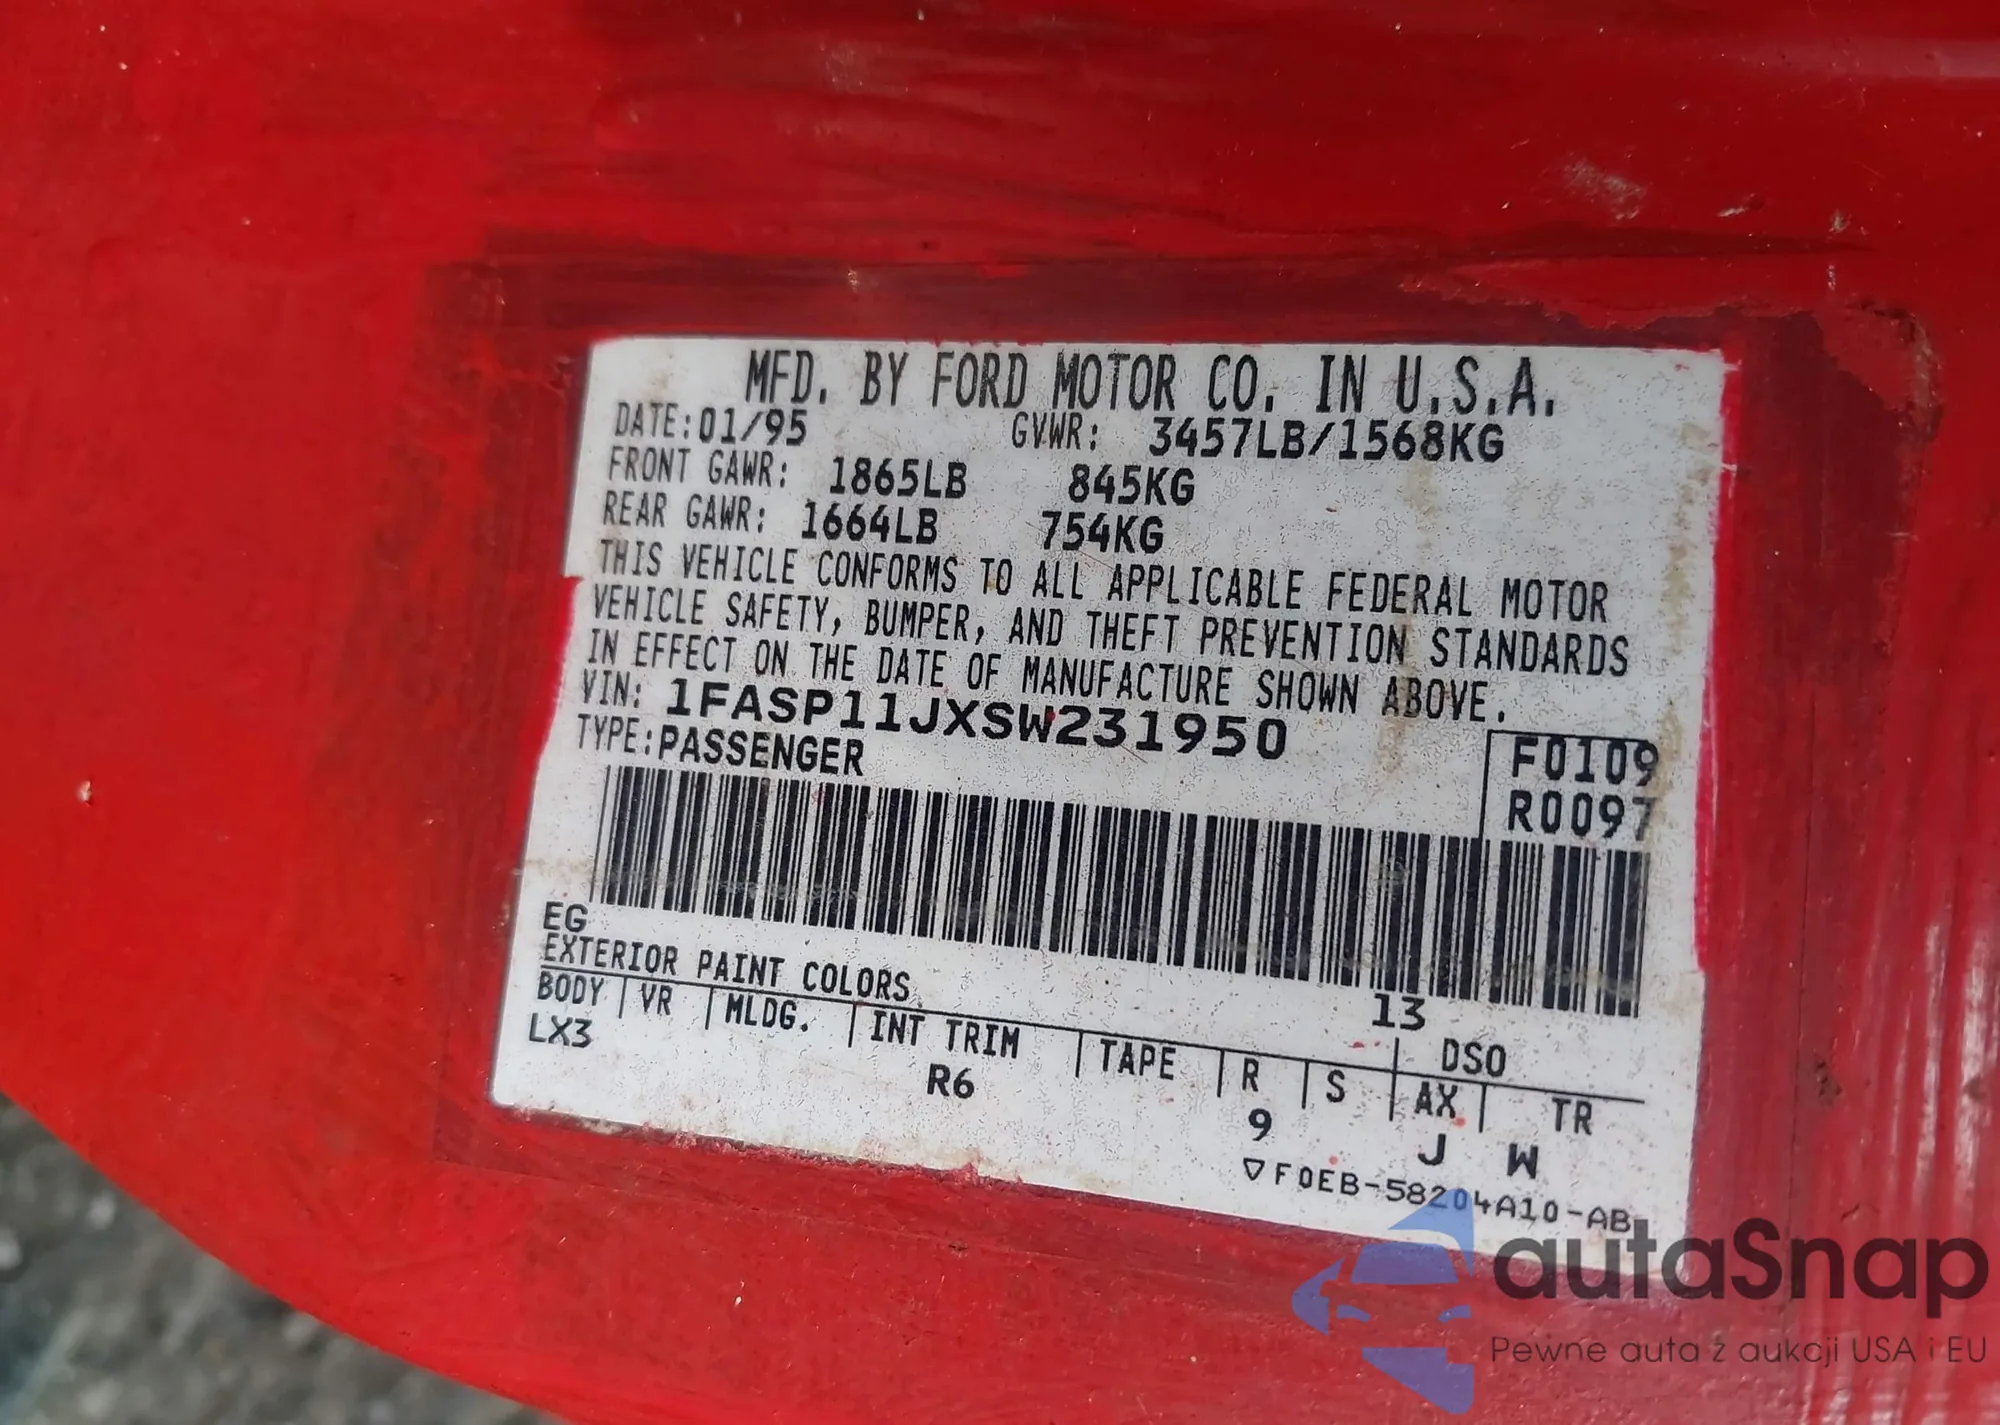 MFD. BY FORD MOTOR CO. IN U.S.A.
DATE: 01/95 GVWR: 3457LB/1568KG
FRONT GAWR: 1865LB 845KG
REAR GAWR: 1664LB 754KG
THIS VEHICLE CONFORMS TO ALL APPLICABLE FEDERAL MOTOR
VEHICLE SAFETY, BUMPER, AND THEFT PREVENTION STANDARDS
IN EFFECT ON THE DATE OF MANUFACTURE SHOWN ABOVE.
VIN: 1FASP11JXSW231950
TYPE: PASSENGER
F0109
R0097
EG
EXTERIOR PAINT COLORS 13 DSO
BODY VR MLDG. INT TRIM TAPE R S AX TR
LX3 R6 9 J W
▽F0EB-58204A10-AB
autaSnap
Pewne auta z aukcji USA i EU